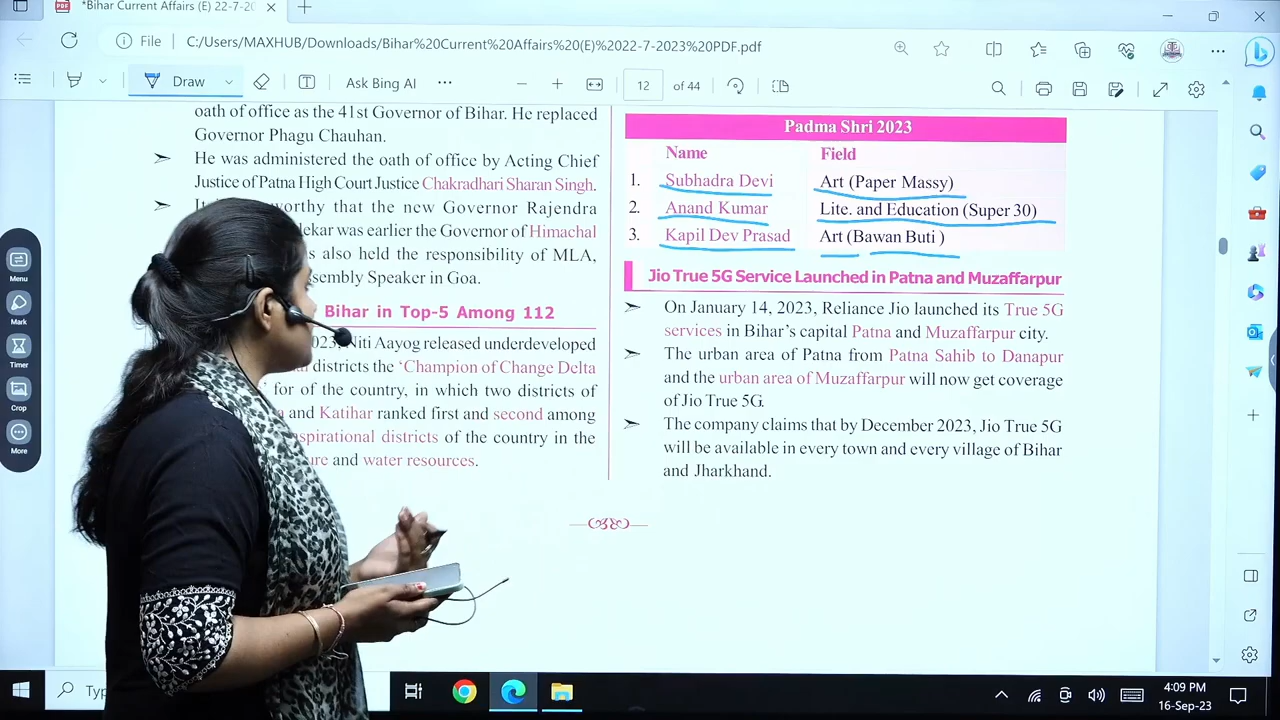 *Bihar Current Affairs (E) 22-7-20
File
C:/Users/MAXHUB/Downloads/Bihar%20Current%20Affairs%20(E)%2022-7-2023%20PDF.pdf
Draw
Ask Bing AI
12 of 44
oath of office as the 41st Governor of Bihar. He replaced
Governor Phagu Chauhan.
➢ He was administered the oath of office by Acting Chief
Justice of Patna High Court Justice Chakradhari Sharan Singh.
➢ worthy that the new Governor Rajendra
ekar was earlier the Governor of Himachal
s also held the responsibility of MLA,
sembly Speaker in Goa.
Bihar in Top-5 Among 112
023, Niti Aayog released underdeveloped
districts the ‘Champion of Change Delta
for of the country, in which two districts of
and Katihar ranked first and second among
aspirational districts of the country in the
ure and water resources.
Padma Shri 2023
Name Field
1. Subhadra Devi Art (Paper Massy)
2. Anand Kumar Lite. and Education (Super 30)
3. Kapil Dev Prasad Art (Bawan Buti )
Jio True 5G Service Launched in Patna and Muzaffarpur
➢ On January 14, 2023, Reliance Jio launched its True 5G
services in Bihar’s capital Patna and Muzaffarpur city.
➢ The urban area of Patna from Patna Sahib to Danapur
and the urban area of Muzaffarpur will now get coverage
of Jio True 5G.
➢ The company claims that by December 2023, Jio True 5G
will be available in every town and every village of Bihar
and Jharkhand.
Menu
Mark
Timer
Crop
More
Typ
4:09 PM
16-Sep-23